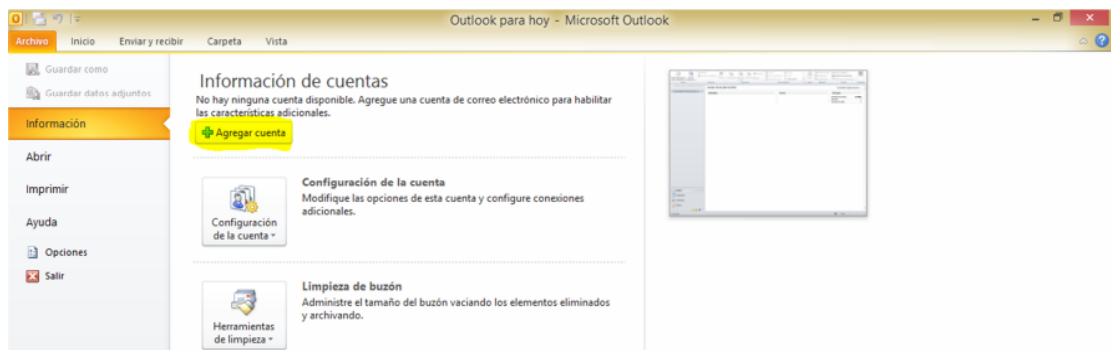 Outlook para hoy - Microsoft Outlook
Archivo Inicio Enviar y recibir Carpeta Vista
Guardar como
Guardar datos adjuntos
Información
Abrir
Imprimir
Ayuda
Opciones
Salir
Información de cuentas
No hay ninguna cuenta disponible. Agregue una cuenta de correo electrónico para habilitar
las características adicionales.
Agregar cuenta
Configuración
de la cuenta
Configuración de la cuenta
Modifique las opciones de esta cuenta y configure conexiones
adicionales.
Herramientas
de limpieza
Limpieza de buzón
Administre el tamaño del buzón vaciando los elementos eliminados
y archivando.